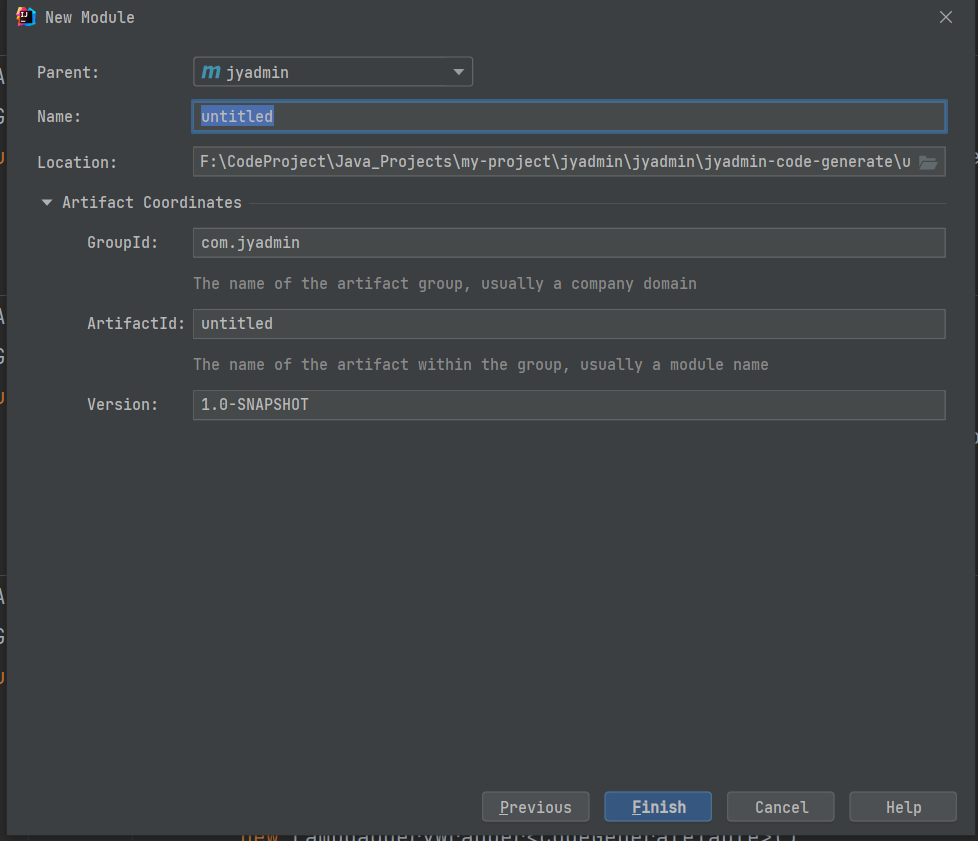 New Module
Parent: m jyadmin
Name: untitled
Location: F:\CodeProject\Java_Projects\my-project\jyadmin\jyadmin\jyadmin-code-generate\u
Artifact Coordinates
GroupId: com.jyadmin
The name of the artifact group, usually a company domain
ArtifactId: untitled
The name of the artifact within the group, usually a module name
Version: 1.0-SNAPSHOT
Previous Finish Cancel Help
new